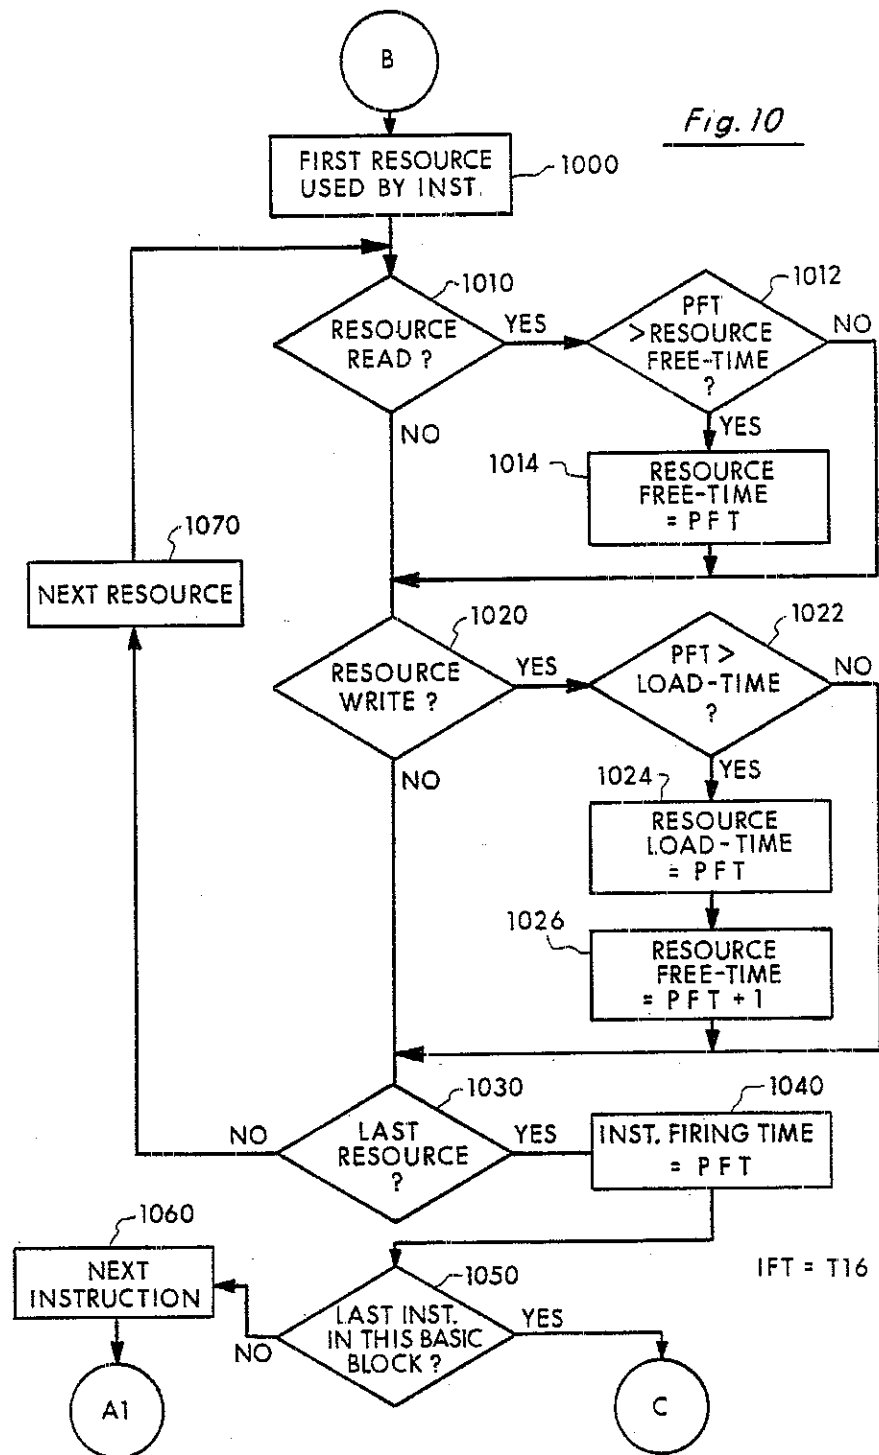 B
Fig. 10
FIRST RESOURCE
USED BY INST.
1000
1010
RESOURCE
READ ?
YES
NO
1012
PFT
>RESOURCE
FREE-TIME
?
NO
YES
1014
RESOURCE
FREE-TIME
= PFT
1070
NEXT RESOURCE
1020
RESOURCE
WRITE ?
YES
NO
1022
PFT >
LOAD-TIME
?
NO
YES
1024
RESOURCE
LOAD-TIME
= PFT
1026
RESOURCE
FREE-TIME
= PFT + 1
1030
LAST
RESOURCE
?
NO
YES
1040
INST. FIRING TIME
= PFT
1060
NEXT
INSTRUCTION
1050
LAST INST.
IN THIS BASIC
BLOCK ?
NO
YES
IFT = T16
A1
C